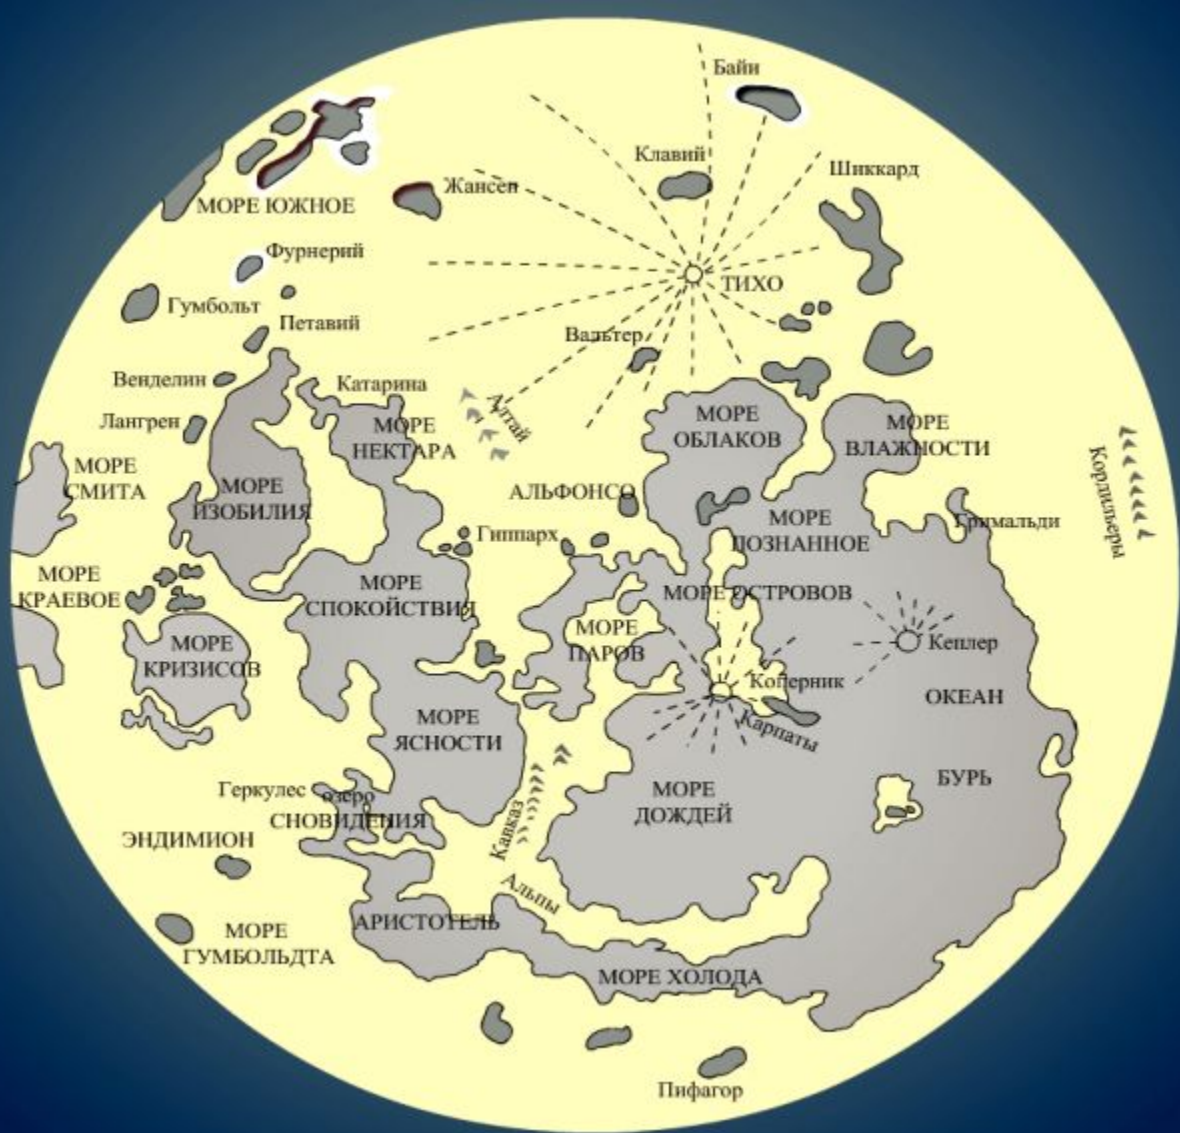 Байи
Клавий
Шиккард
Жансен
МОРЕ ЮЖНОЕ
Фурнерий
ТИХО
Гумбольт
Петавий
Вальтер
Венделин
Катарина
Лангрен
Алтай
МОРЕ
НЕКТАРА
МОРЕ
ОБЛАКОВ
МОРЕ
ВЛАЖНОСТИ
МОРЕ
СМИТА
МОРЕ
ИЗОБИЛИЯ
АЛЬФОНСО
Кордильеры
Гримальди
МОРЕ
ПОЗНАННОЕ
Гиппарх
МОРЕ
КРАЕВОЕ
МОРЕ
СПОКОЙСТВИЯ
МОРЕ ОСТРОВОВ
МОРЕ
КРИЗИСОВ
МОРЕ
ПАРОВ
Кеплер
Коперник
ОКЕАН
БУРЬ
Карпаты
МОРЕ
ЯСНОСТИ
МОРЕ
ДОЖДЕЙ
Геркулес
озеро
СНОВИДЕНИЯ
Кавказ
ЭНДИМИОН
Альпы
АРИСТОТЕЛЬ
МОРЕ
ГУМБОЛЬДТА
МОРЕ ХОЛОДА
Пифагор